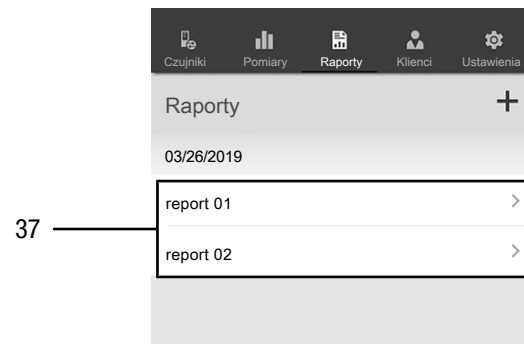 Czujniki Pomiary Raporty Klienci Ustawienia
Raporty +
03/26/2019
report 01
37
report 02